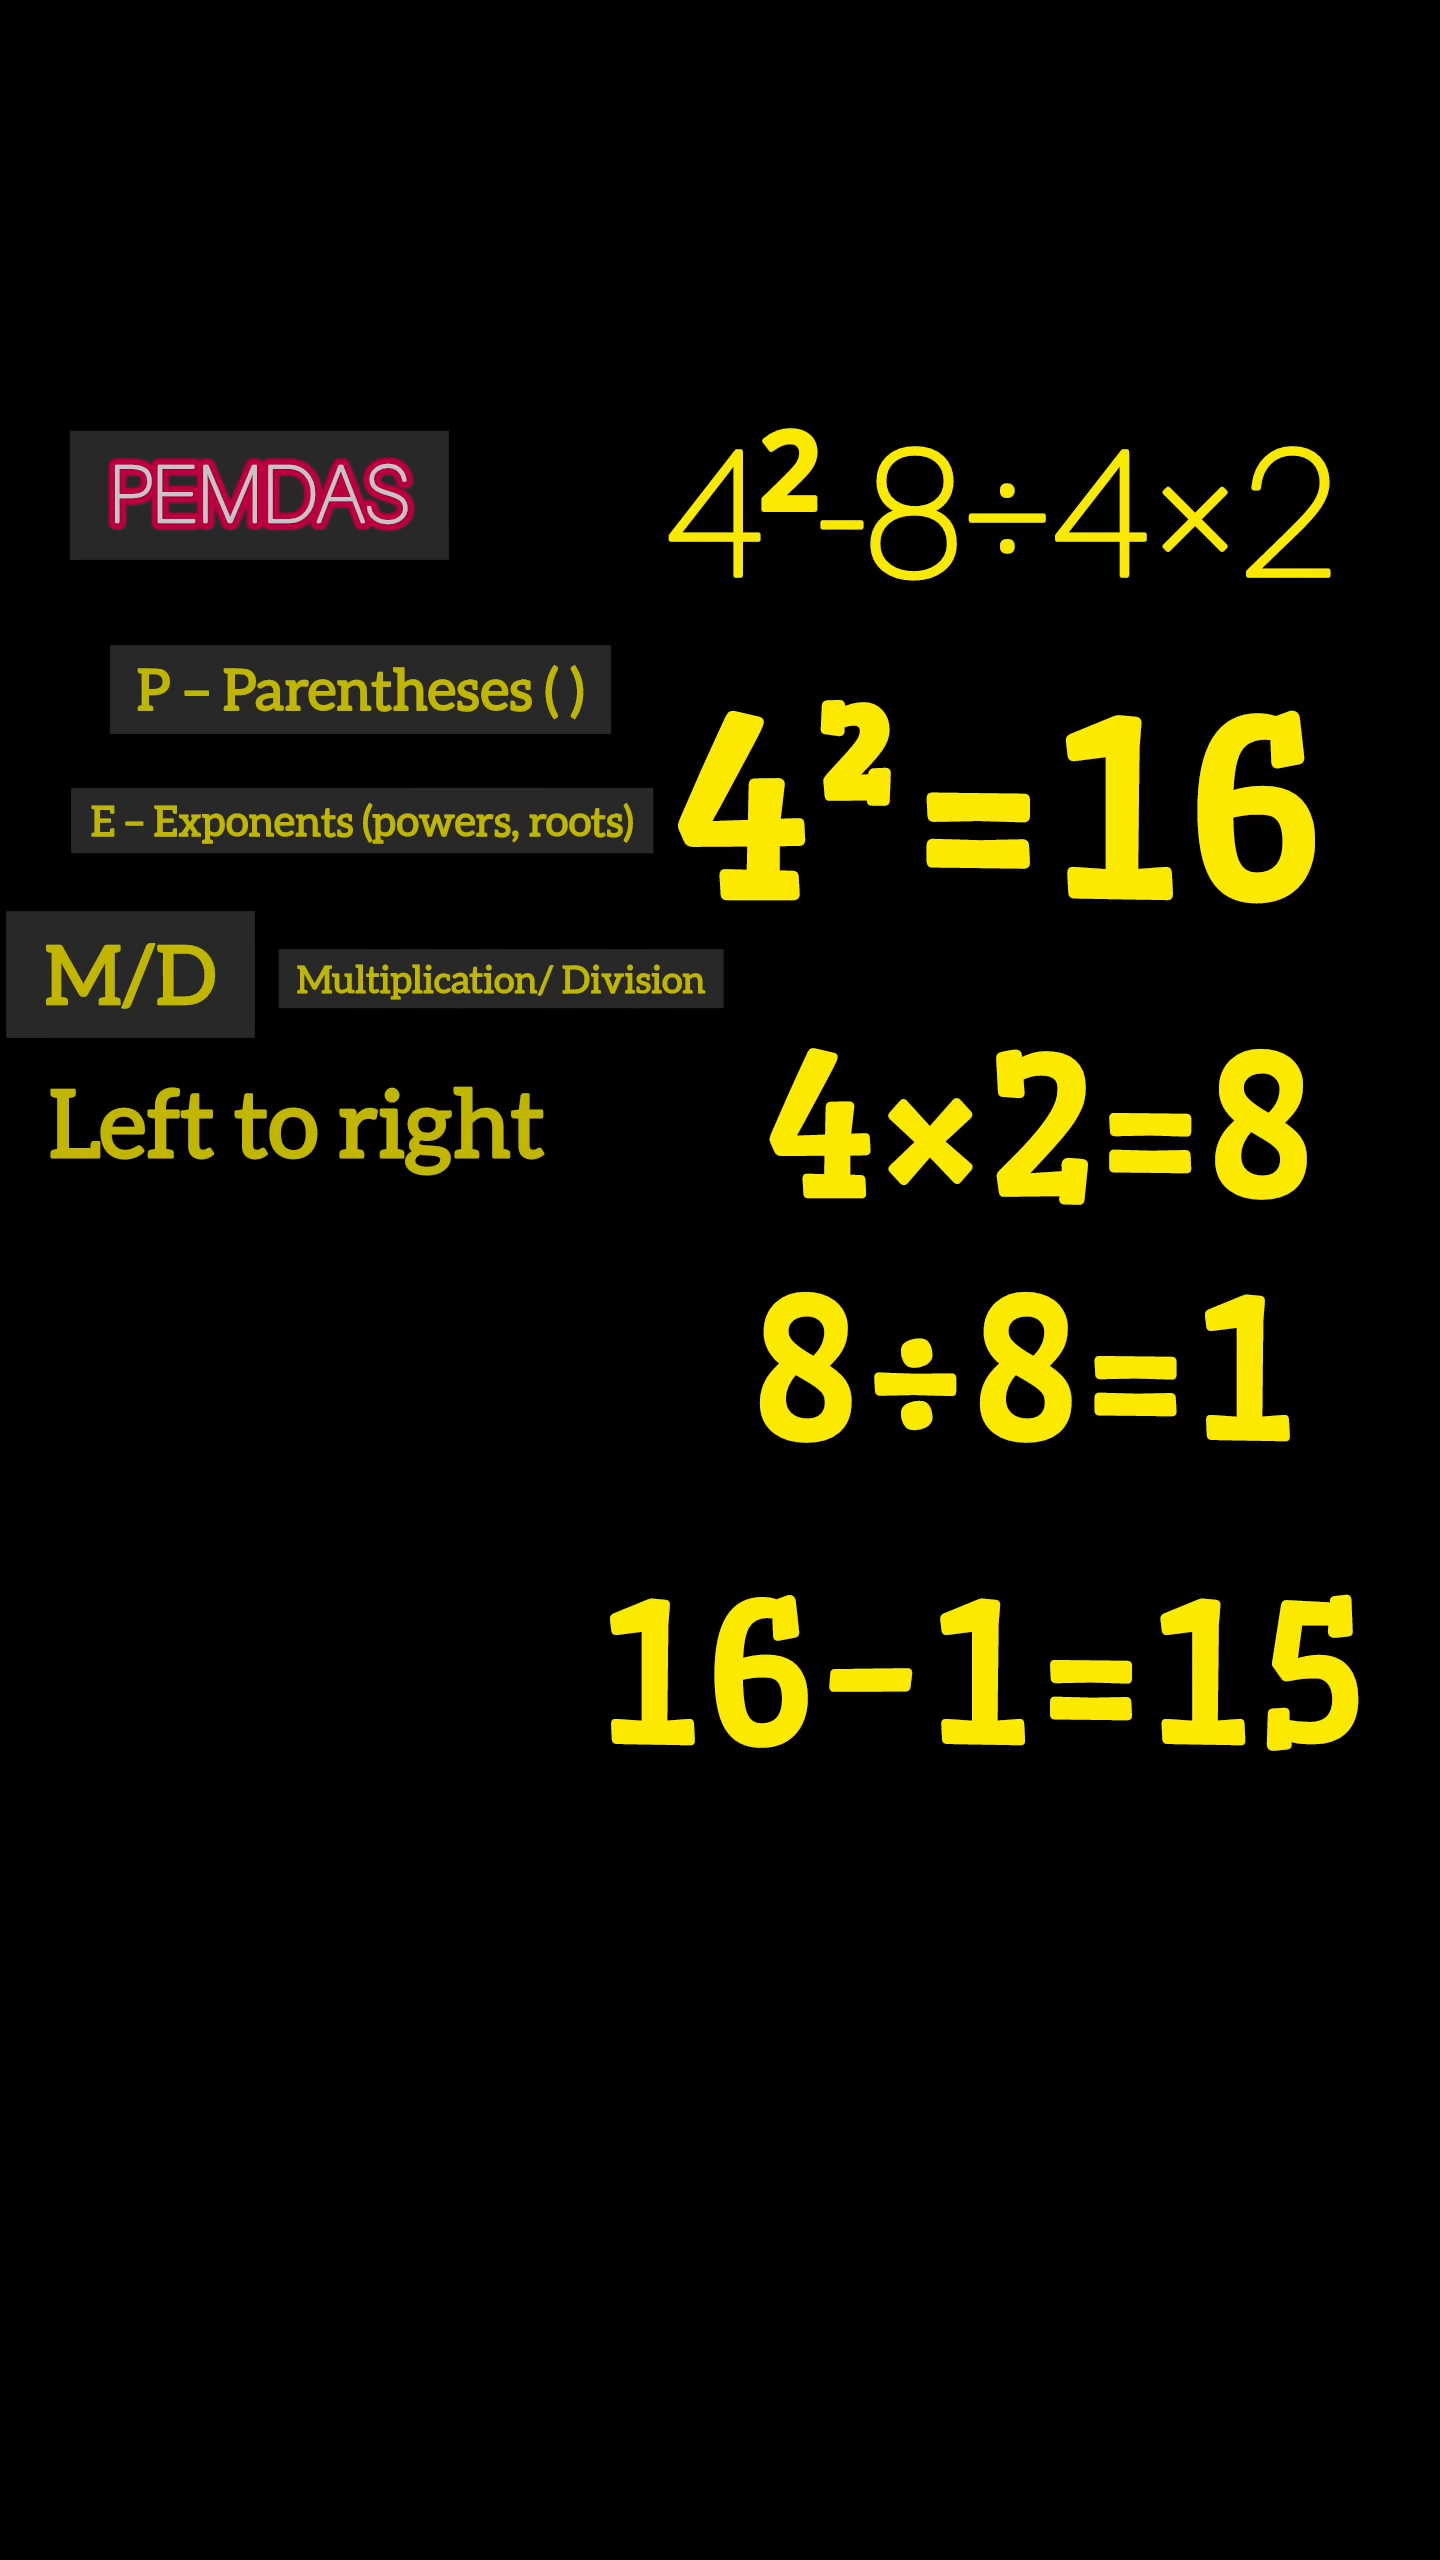 PEMDAS
4²-8÷4×2
P – Parentheses ( )
4²=16
E – Exponents (powers, roots)
M/D
Multiplication/ Division
4×2=8
Left to right
8÷8=1
16-1=15